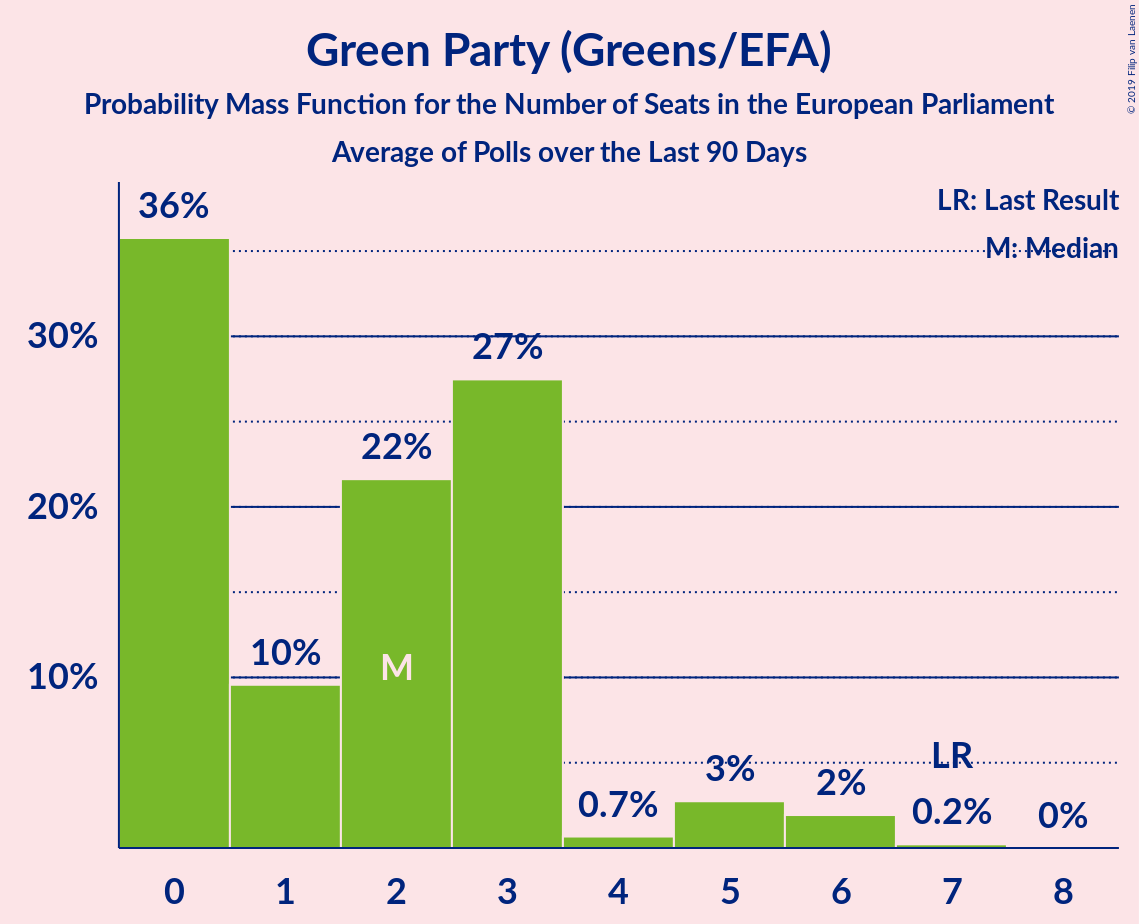 Green Party (Greens/EFA)
Probability Mass Function for the Number of Seats in the European Parliament
Average of Polls over the Last 90 Days
© 2019 Filip van Laenen
LR: Last Result
M: Median
36%
30%
27%
22%
20%
10%
10%
M
LR
3%
2%
0.7%
0.2%
0%
0 1 2 3 4 5 6 7 8